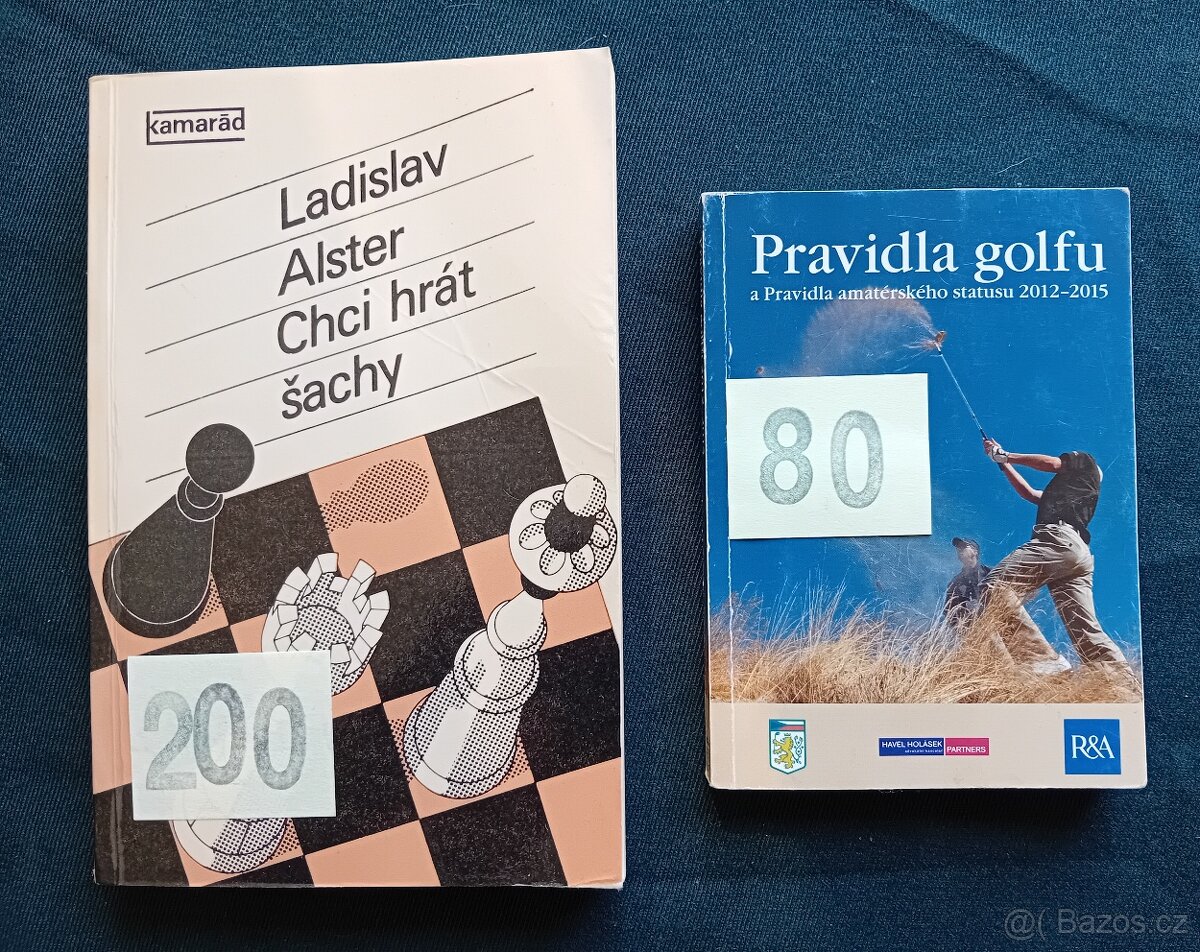 kamarād
Ladislav
Alster
Chci hrát
šachy
200
Pravidla golfu
a Pravidla amatérského statusu 2012–2015
80
HAVEL HOLÁSEK
PARTNERS
R&A
@( Bazos.cz